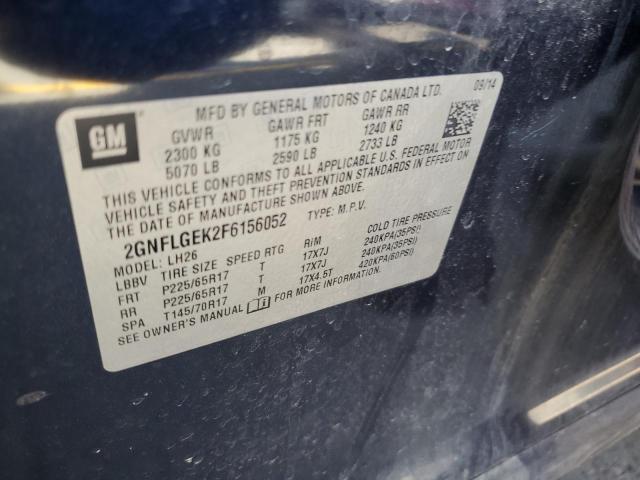 GM
MFD BY GENERAL MOTORS OF CANADA LTD. 09/14
GVWR GAWR FRT GAWR RR
2300 KG 1175 KG 1240 KG
5070 LB 2590 LB 2733 LB
THIS VEHICLE CONFORMS TO ALL APPLICABLE U.S. FEDERAL MOTOR
VEHICLE SAFETY AND THEFT PREVENTION STANDARDS IN EFFECT ON
THE DATE OF MANUFACTURE SHOWN ABOVE.
2GNFLGEK2F6156052 TYPE: M.P.V.
MODEL: LH26
LBBV TIRE SIZE SPEED RTG RIM COLD TIRE PRESSURE
FRT P225/65R17 T 17X7J 240KPA(35PSI)
RR P225/65R17 T 17X7J 240KPA(35PSI)
SPA T145/70R17 M 17X4.5T 420KPA(60PSI)
SEE OWNER'S MANUAL FOR MORE INFORMATION.